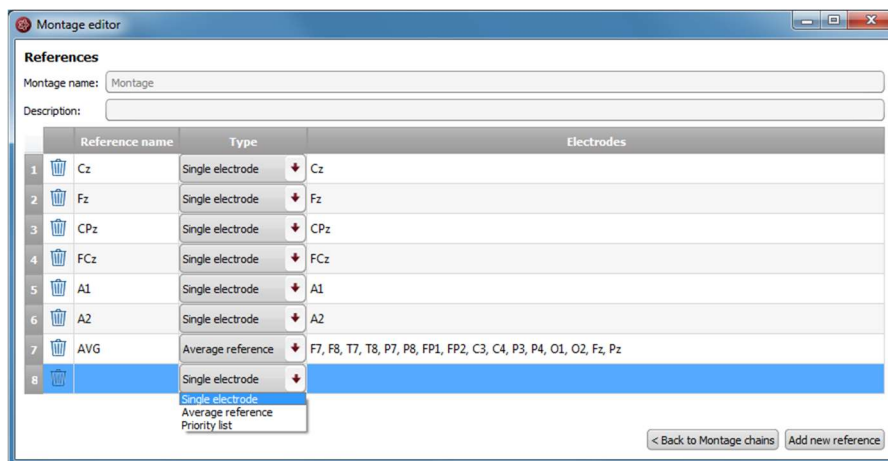 Montage editor
References
Montage name: Montage
Description:
Reference name Type Electrodes
1 Cz Single electrode Cz
2 Fz Single electrode Fz
3 CPz Single electrode CPz
4 FCz Single electrode FCz
5 A1 Single electrode A1
6 A2 Single electrode A2
7 AVG Average reference F7, F8, T7, T8, P7, P8, FP1, FP2, C3, C4, P3, P4, O1, O2, Fz, Pz
8 Single electrode
Single electrode
Average reference
Priority list
< Back to Montage chains Add new reference